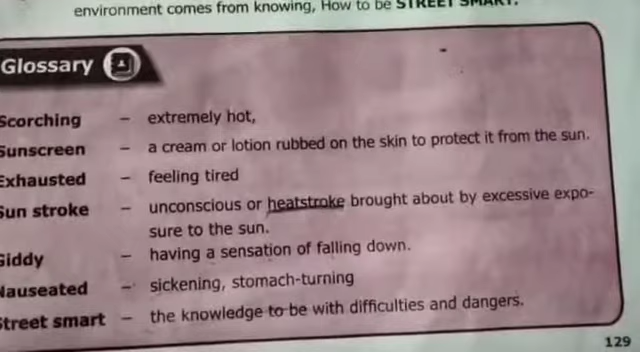 environment comes from knowing, How to be STREET SMART.
Glossary
Scorching – extremely hot,
Sunscreen – a cream or lotion rubbed on the skin to protect it from the sun.
Exhausted – feeling tired
Sun stroke – unconscious or heatstroke brought about by excessive expo-
sure to the sun.
Giddy – having a sensation of falling down.
Nauseated – sickening, stomach-turning
Street smart – the knowledge to be with difficulties and dangers.
129